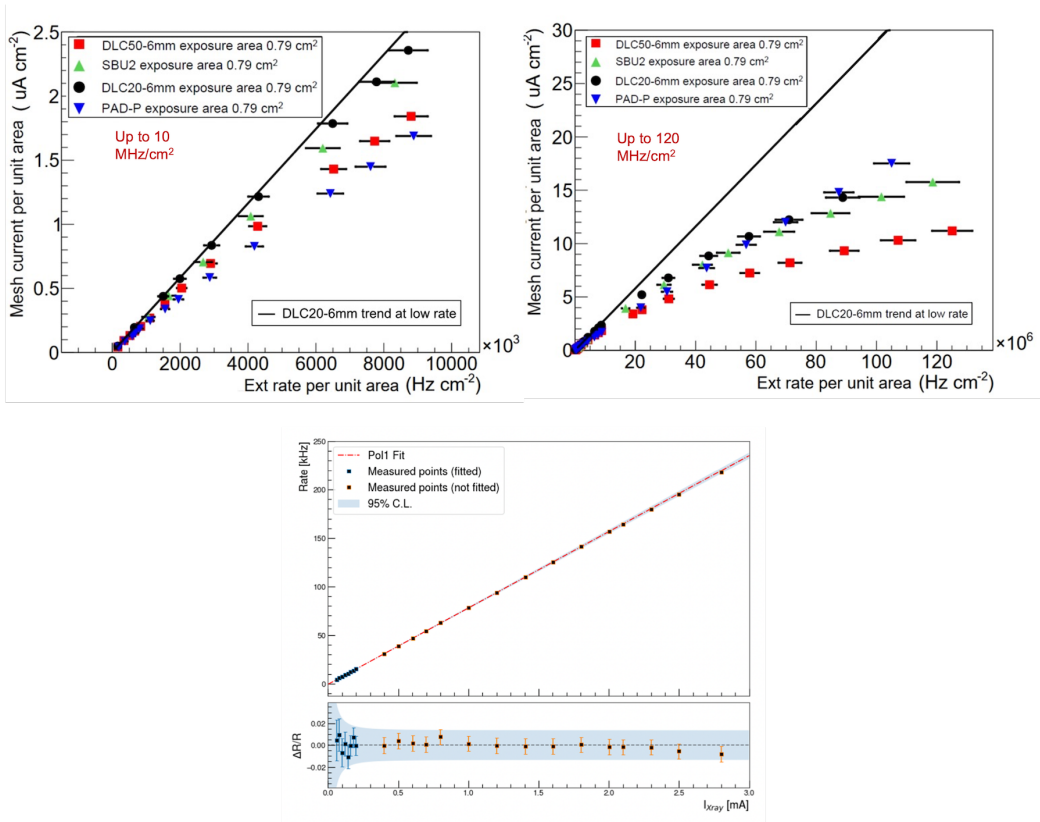 2.5
2
1.5
1
0.5
0
Mesh current per unit area ( uA cm-2)
DLC50-6mm exposure area 0.79 cm2
SBU2 exposure area 0.79 cm2
DLC20-6mm exposure area 0.79 cm2
PAD-P exposure area 0.79 cm2
Up to 10
MHz/cm2
DLC20-6mm trend at low rate
0 2000 4000 6000 8000 10000
×103
Ext rate per unit area (Hz cm-2)
30
25
20
15
10
5
0
Mesh current per unit area ( uA cm-2)
DLC50-6mm exposure area 0.79 cm2
SBU2 exposure area 0.79 cm2
DLC20-6mm exposure area 0.79 cm2
PAD-P exposure area 0.79 cm2
Up to 120
MHz/cm2
DLC20-6mm trend at low rate
0 20 40 60 80 100 120
×106
Ext rate per unit area (Hz cm-2)
250
200
150
100
50
0
Rate [kHz]
Pol1 Fit
Measured points (fitted)
Measured points (not fitted)
95% C.L.
0.02
0.00
−0.02
ΔR/R
0.0 0.5 1.0 1.5 2.0 2.5 3.0
IXray [mA]